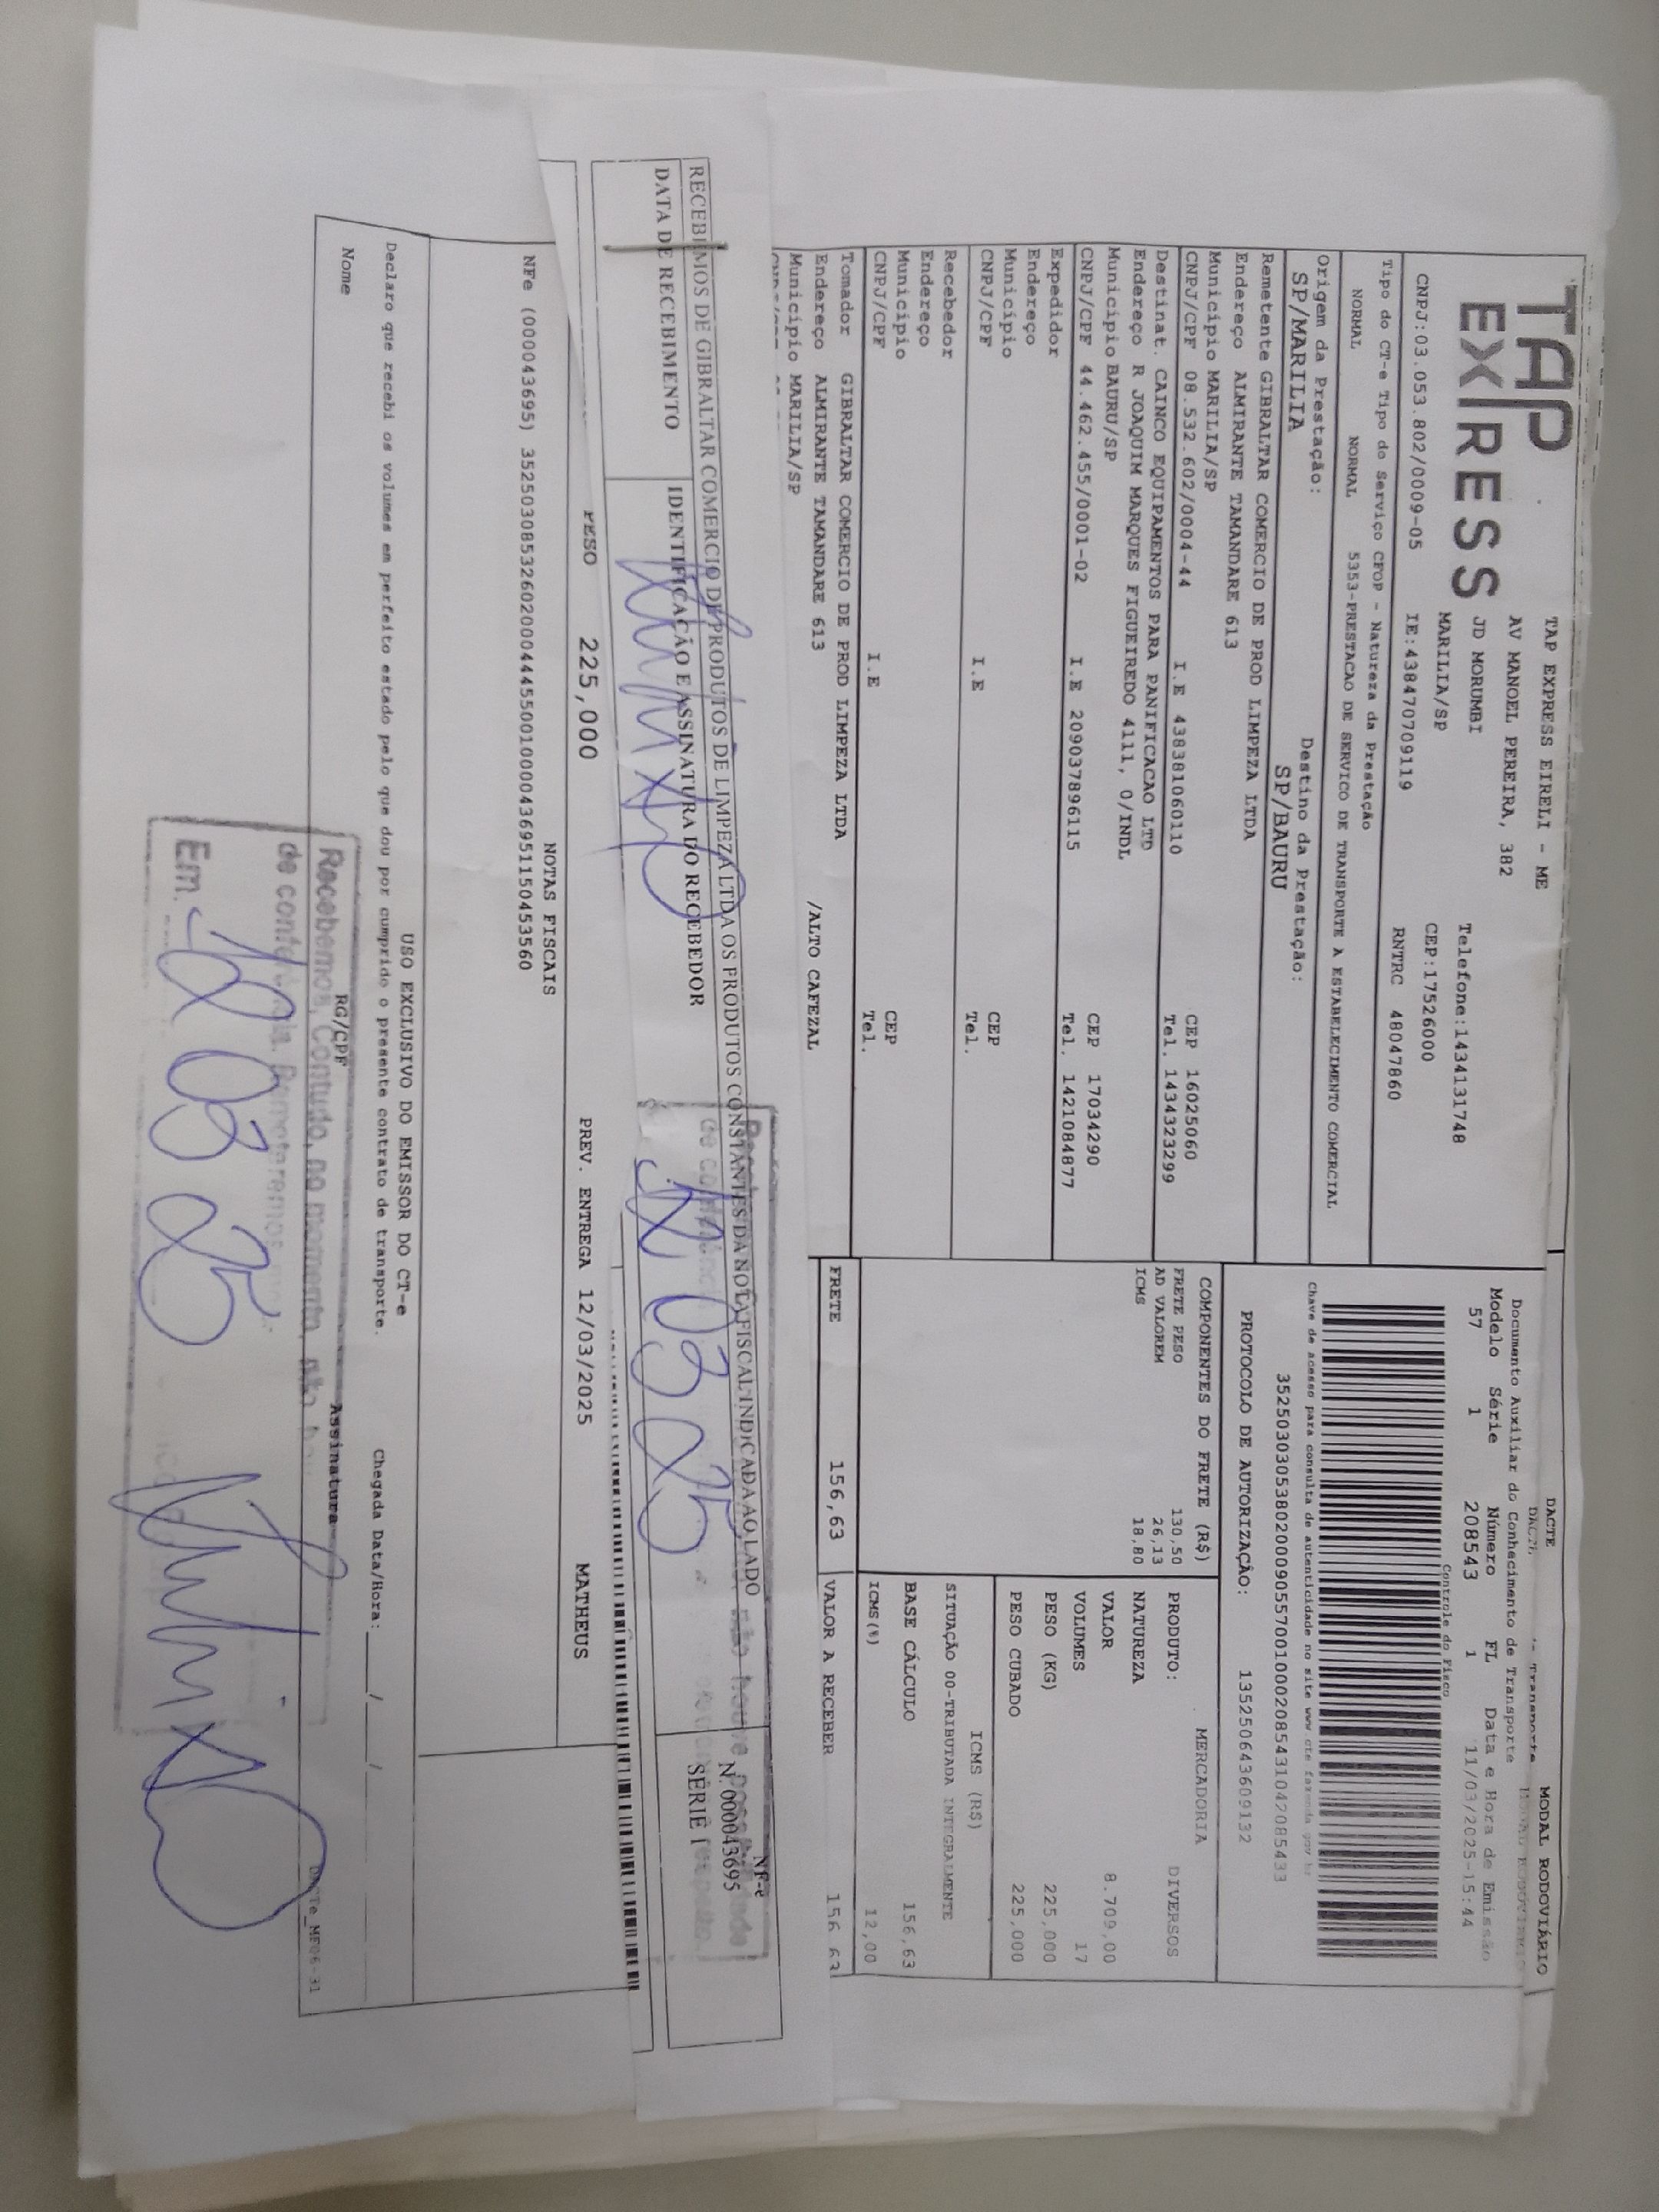 TAP EXPRESS
TAP EXPRESS EIRELI - ME
AV MANOEL PEREIRA, 382
JD MORUMBI
MARILIA/SP
Telefone:1434131748
CEP:17526000
CNPJ:03.053.802/0009-05 IE:438470709119 RNTRC 48047860
Tipo do CT-e Tipo do Serviço CFOP - Natureza da Prestação
NORMAL NORMAL 5353-PRESTACAO DE SERVICO DE TRANSPORTE A ESTABELECIMENTO COMERCIAL
Origem da Prestação: Destino da Prestação:
SP/MARILIA SP/BAURU
DACTE MODAL RODOVIÁRIO
Documento Auxiliar do Conhecimento de Transporte
Modelo Série Número FL Data e Hora de Emissão
57 1 208543 1 11/03/2025-15:44
Controle do Fisco
Chave de acesso para consulta de autenticidade no site www cte fazenda gov br
35250303053802000905570010002085431042085433
PROTOCOLO DE AUTORIZAÇÃO: 135250643609132
Remetente GIBRALTAR COMERCIO DE PROD LIMPEZA LTDA
Endereço ALMIRANTE TAMANDARE 613
Município MARILIA/SP CEP 16025060
CNPJ/CPF 08.532.602/0004-44 I.E 438381060110 Tel. 1434323299
Destinat. CAINCO EQUIPAMENTOS PARA PANIFICACAO LTD
Endereço R JOAQUIM MARQUES FIGUEIREDO 4111, 0/INDL
Município BAURU/SP CEP 17034290
CNPJ/CPF 44.462.455/0001-02 I.E 209037896115 Tel. 1421084877
Expedidor
Endereço
Município CEP
CNPJ/CPF I.E Tel.
Recebedor
Endereço
Município CEP
CNPJ/CPF I.E Tel.
Tomador GIBRALTAR COMERCIO DE PROD LIMPEZA LTDA
Endereço ALMIRANTE TAMANDARE 613 /ALTO CAFEZAL
Município MARILIA/SP
COMPONENTES DO FRETE (R$)
FRETE PESO 130,50
AD VALOREM 26,13
ICMS 18,80
MERCADORIA
PRODUTO: DIVERSOS
NATUREZA
VALOR 8.709,00
VOLUMES 17
PESO (KG) 225,000
PESO CUBADO 225,000
ICMS (R$)
SITUAÇÃO 00-TRIBUTADA INTEGRALMENTE
BASE CÁLCULO 156,63
ICMS(%) 12,00
FRETE 156,63 VALOR A RECEBER 156,63
RECEBEMOS DE GIBRALTAR COMERCIO DE PRODUTOS DE LIMPEZA LTDA OS PRODUTOS CONSTANTES DA NOTA FISCAL INDICADA AO LADO
DATA DE RECEBIMENTO IDENTIFICAÇÃO E ASSINATURA DO RECEBEDOR
12 03 25
NF-e
N. 000043695
SÉRIE 1
PESO 225,000 PREV. ENTREGA 12/03/2025 MATHEUS
NOTAS FISCAIS
NFe (000043695) 35250308532602000444550010000436951150453560
USO EXCLUSIVO DO EMISSOR DO CT-e
Declaro que recebi os volumes em perfeito estado pelo que dou por cumprido o presente contrato de transporte. Chegada Data/Hora: / /
Nome RG/CPF Assinatura
Recebemos, Contudo, no momento, não
Em. 12 03 25